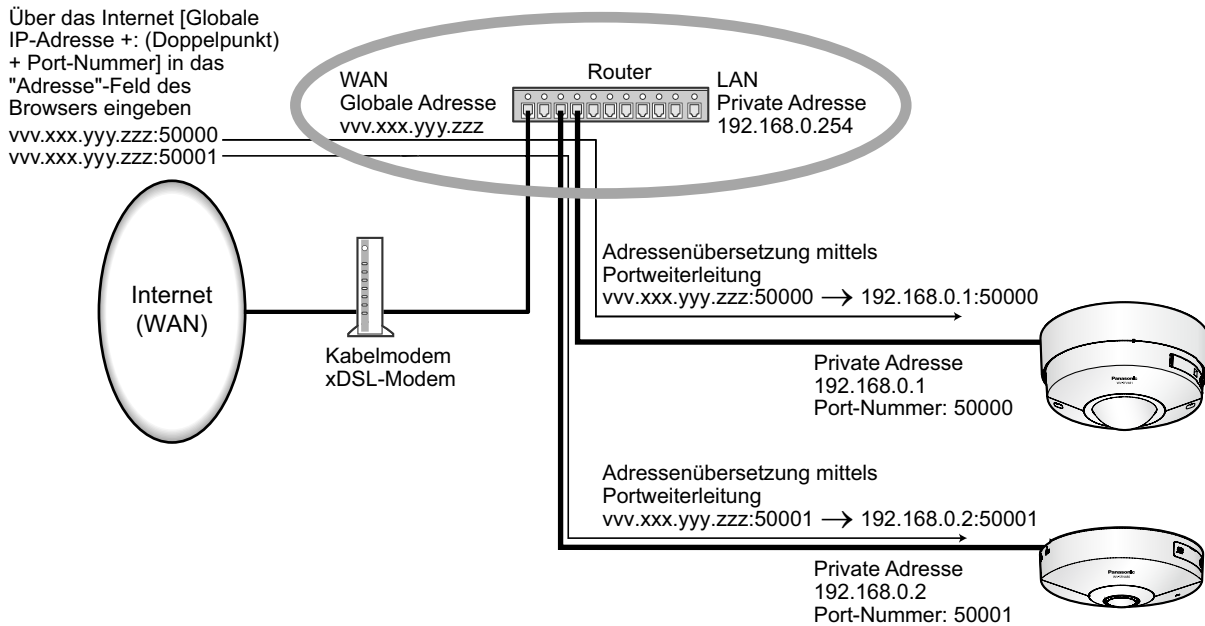 Über das Internet [Globale
IP-Adresse +: (Doppelpunkt)
+ Port-Nummer] in das
"Adresse"-Feld des
Browsers eingeben
vvv.xxx.yyy.zzz:50000
vvv.xxx.yyy.zzz:50001
WAN
Globale Adresse
vvv.xxx.yyy.zzz
Router
LAN
Private Adresse
192.168.0.254
Internet
(WAN)
Kabelmodem
xDSL-Modem
Adressenübersetzung mittels
Portweiterleitung
vvv.xxx.yyy.zzz:50000 → 192.168.0.1:50000
Private Adresse
192.168.0.1
Port-Nummer: 50000
Panasonic
Adressenübersetzung mittels
Portweiterleitung
vvv.xxx.yyy.zzz:50001 → 192.168.0.2:50001
Private Adresse
192.168.0.2
Port-Nummer: 50001
Panasonic